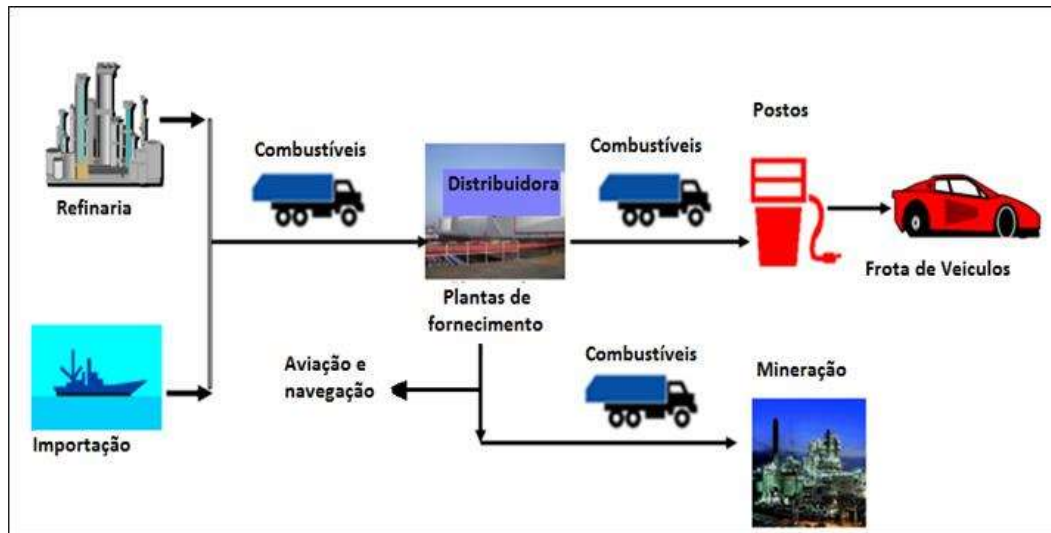 Postos
Combustíveis
Combustíveis
Distribuidora
Refinaria
Frota de Veiculos
Plantas de
fornecimento
Combustíveis
Aviação e
navegação
Mineração
Importação